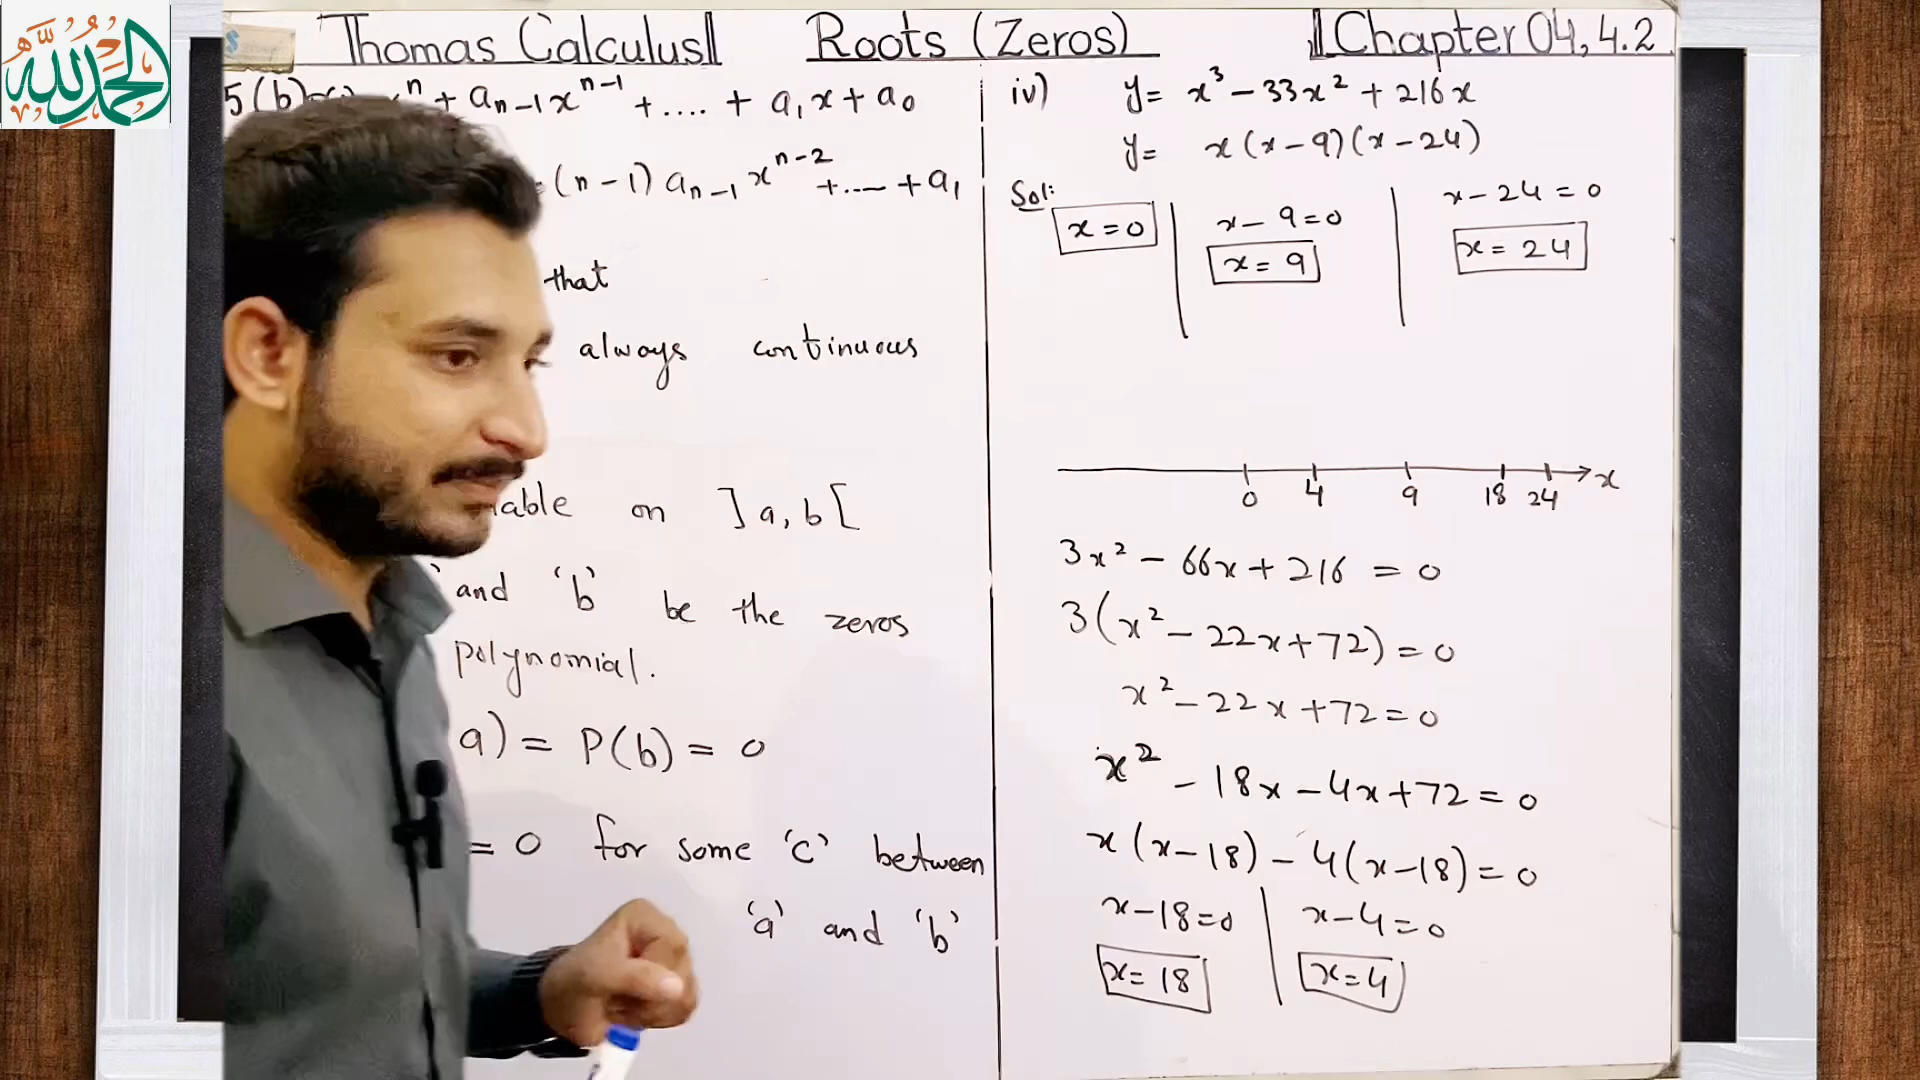 الحمد لله
Thomas Calculus Roots (Zeros) Chapter 04, 4.2
5(b) xⁿ + aₙ₋₁xⁿ⁻¹ + .... + a₁x + a₀
(n-1) aₙ₋₁ xⁿ⁻² + .... + a₁
that
always continuous
on ]a, b[
and 'b' be the zeros
polynomial.
a) = P(b) = 0
= 0 for some 'c' between
'a' and 'b'
iv) y = x³ - 33x² + 216x
y = x(x-9)(x-24)
Sol:
x = 0
x - 9 = 0
x = 9
x - 24 = 0
x = 24
0 4 9 18 24 x
3x² - 66x + 216 = 0
3(x² - 22x + 72) = 0
x² - 22x + 72 = 0
x² - 18x - 4x + 72 = 0
x(x-18) - 4(x-18) = 0
x - 18 = 0
x = 18
x - 4 = 0
x = 4